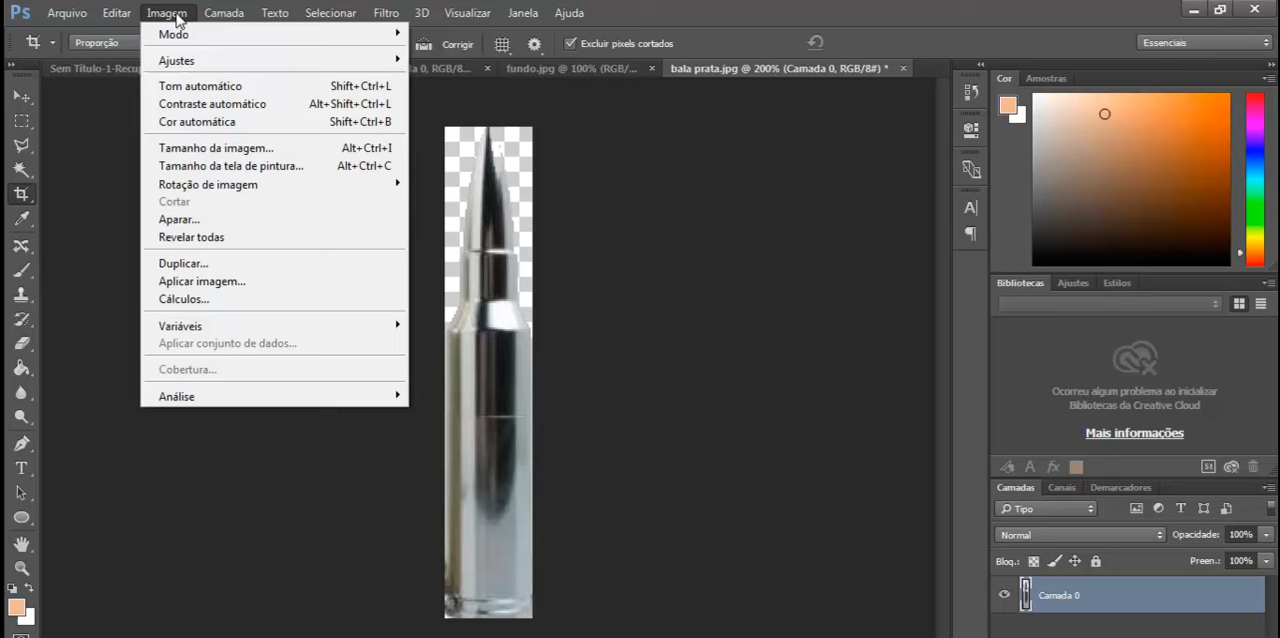 Ps Arquivo Editar Imagem Camada Texto Selecionar Filtro 3D Visualizar Janela Ajuda
Proporção
Corrigir
Excluir pixels cortados
Essenciais
Sem Título-1-Recup
a 0, RGB/8...
fundo.jpg @ 100% (RGB/...
bala prata.jpg @ 200% (Camada 0, RGB/8#) *
Modo
Ajustes
Tom automático Shift+Ctrl+L
Contraste automático Alt+Shift+Ctrl+L
Cor automática Shift+Ctrl+B
Tamanho da imagem... Alt+Ctrl+I
Tamanho da tela de pintura... Alt+Ctrl+C
Rotação de imagem
Cortar
Aparar...
Revelar todas
Duplicar...
Aplicar imagem...
Cálculos...
Variáveis
Aplicar conjunto de dados...
Cobertura...
Análise
Cor Amostras
Bibliotecas Ajustes Estilos
Ocorreu algum problema ao inicializar
Bibliotecas da Creative Cloud
Mais informações
Camadas Canais Demarcadores
Tipo
Normal Opacidade: 100%
Bloq.: Preen.: 100%
Camada 0